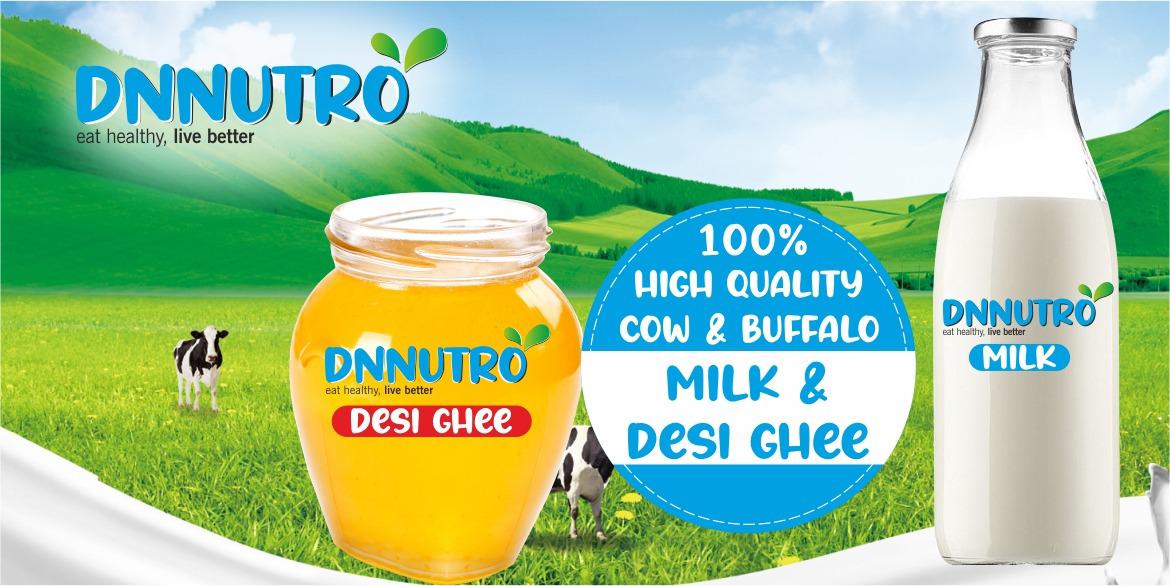 DNNUTRO
eat healthy, live better
DNNUTRO
eat healthy, live better
DESI GHEE
100%
HIGH QUALITY
COW & BUFFALO
MILK &
DESI GHEE
DNNUTRO
eat healthy, live better
MILK